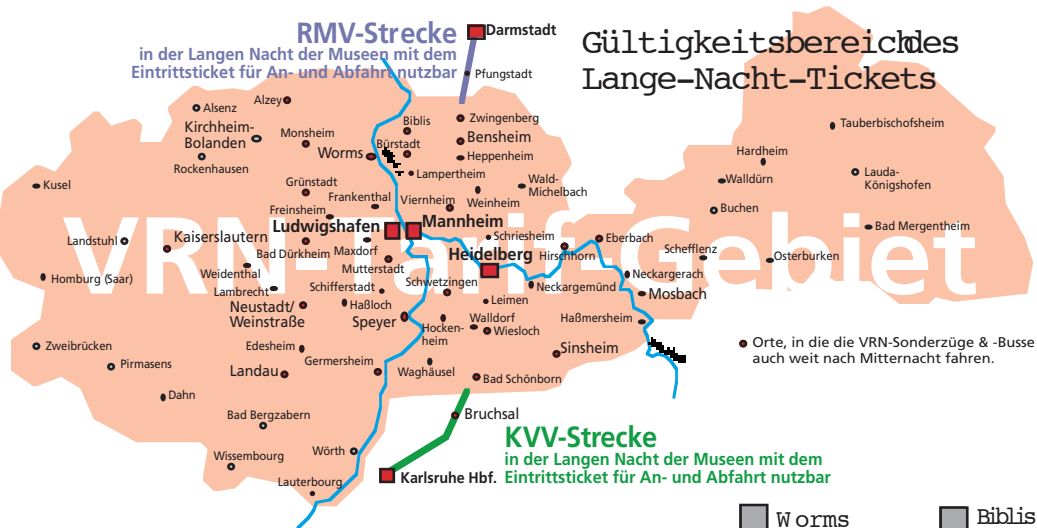 RMV-Strecke
in der Langen Nacht der Museen mit dem
Eintrittsticket für An- und Abfahrt nutzbar
Darmstadt
Pfungstadt
Gültigkeitsbereichdes
Lange-Nacht-Tickets
VRN-Tarif-Gebiet
Alsenz
Alzey
Kirchheim-
Bolanden
Monsheim
Rockenhausen
Worms
Biblis
Bürstadt
Zwingenberg
Bensheim
Heppenheim
Lampertheim
Wald-
Michelbach
Weinheim
Viernheim
Kusel
Grünstadt
Frankenthal
Freinsheim
Ludwigshafen
Mannheim
Landstuhl
Kaiserslautern
Bad Dürkheim
Maxdorf
Mutterstadt
Schriesheim
Heidelberg
Hirschhorn
Eberbach
Homburg (Saar)
Weidenthal
Lambrecht
Schifferstadt
Schwetzingen
Neckargemünd
Neckargerach
Schefflenz
Mosbach
Neustadt/
Weinstraße
Haßloch
Speyer
Hocken-
heim
Leimen
Walldorf
Wiesloch
Haßmersheim
Sinsheim
Zweibrücken
Pirmasens
Edesheim
Landau
Germersheim
Waghäusel
Bad Schönborn
Dahn
Bad Bergzabern
Wissembourg
Wörth
Lauterbourg
Tauberbischofsheim
Hardheim
Walldürn
Lauda-
Königshofen
Buchen
Bad Mergentheim
Osterburken
Orte, in die die VRN-Sonderzüge & -Busse
auch weit nach Mitternacht fahren.
Bruchsal
Karlsruhe Hbf.
KVV-Strecke
in der Langen Nacht der Museen mit dem
Eintrittsticket für An- und Abfahrt nutzbar
Worms
Biblis